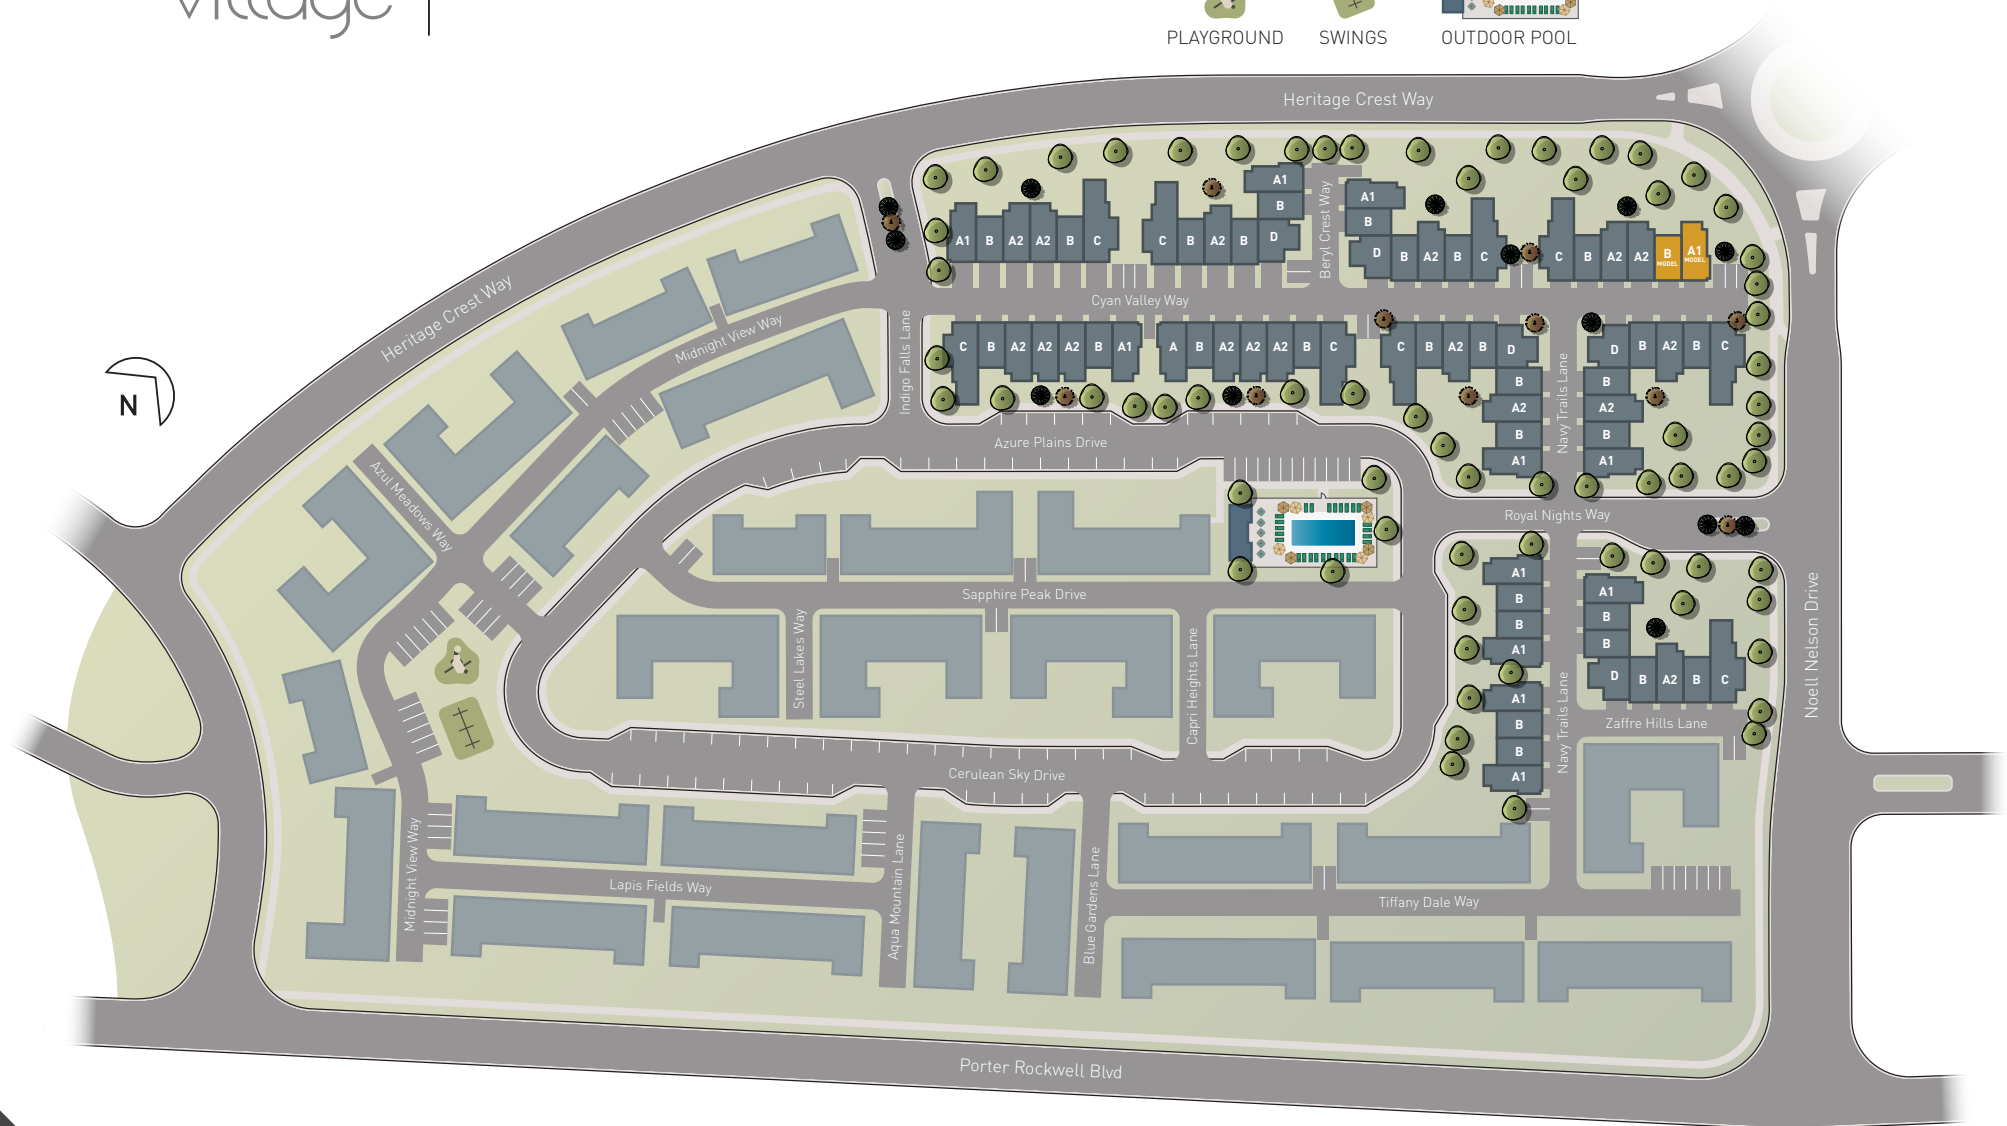 village
PLAYGROUND
SWINGS
OUTDOOR POOL
Heritage Crest Way
A1
B
A1 B A2 A2 B C
C B A2 B D
Beryl Crest Way
A1
B
D B A2 B C
C B A2 A2 B MODEL A1 MODEL
Heritage Crest Way
Midnight View Way
Indigo Falls Lane
Cyan Valley Way
C B A2 A2 A2 B A1
A B A2 A2 A2 B C
C B A2 B D
B
A2
B
A1
Navy Trails Lane
D B A2 B C
B
A2
B
A1
N
Azul Meadows Way
Azure Plains Drive
Royal Nights Way
Sapphire Peak Drive
Steel Lakes Way
Capri Heights Lane
A1
B
B
A1
A1
B
B
A1
Navy Trails Lane
A1
B
B
D B A2 B C
Zaffre Hills Lane
Noell Nelson Drive
Cerulean Sky Drive
Midnight View Way
Lapis Fields Way
Aqua Mountain Lane
Blue Gardens Lane
Tiffany Dale Way
Porter Rockwell Blvd